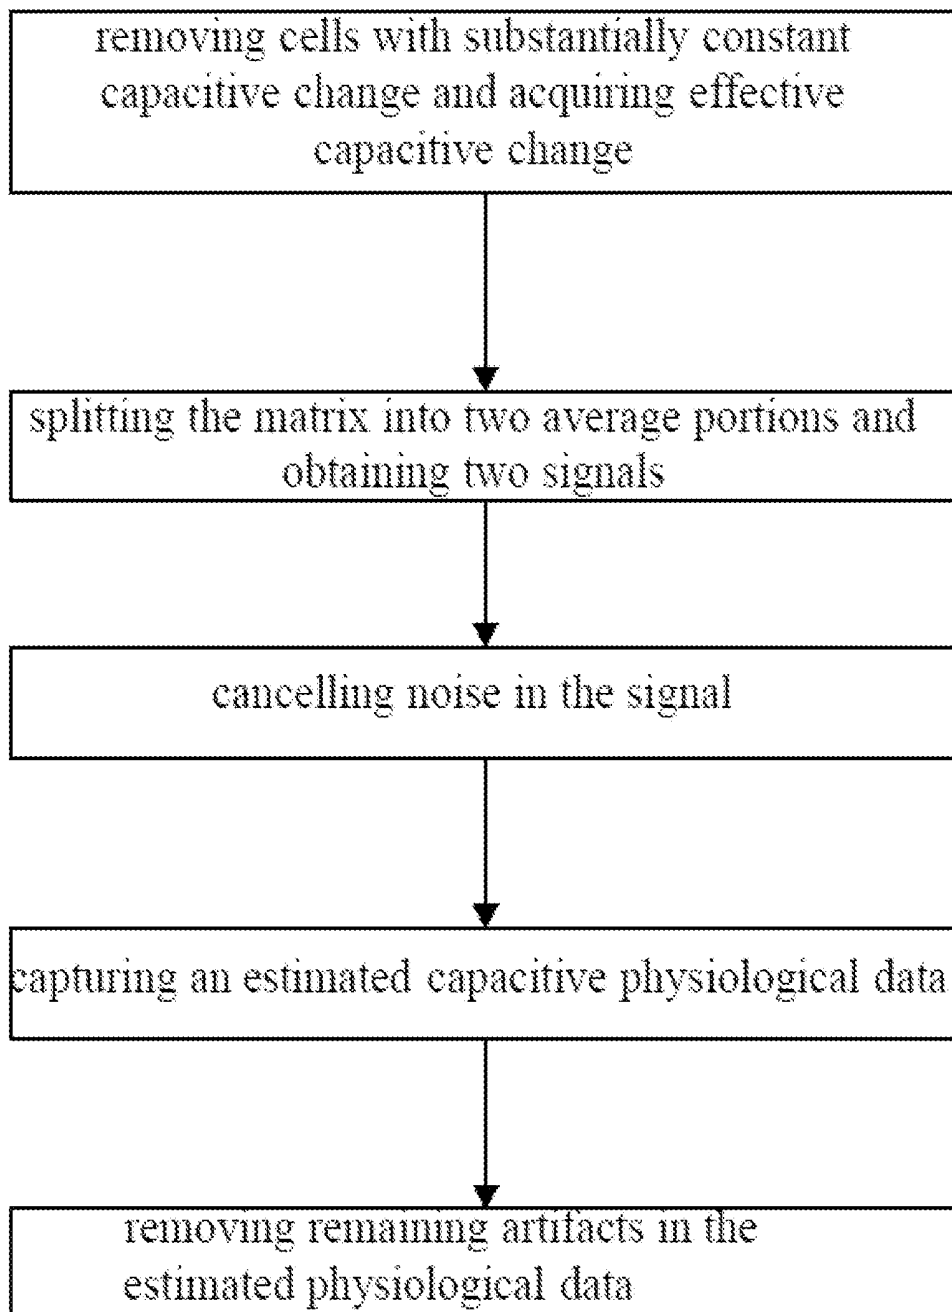 removing cells with substantially constant
capacitive change and acquiring effective
capacitive change
splitting the matrix into two average portions and
obtaining two signals
cancelling noise in the signal
capturing an estimated capacitive physiological data
removing remaining artifacts in the
estimated physiological data